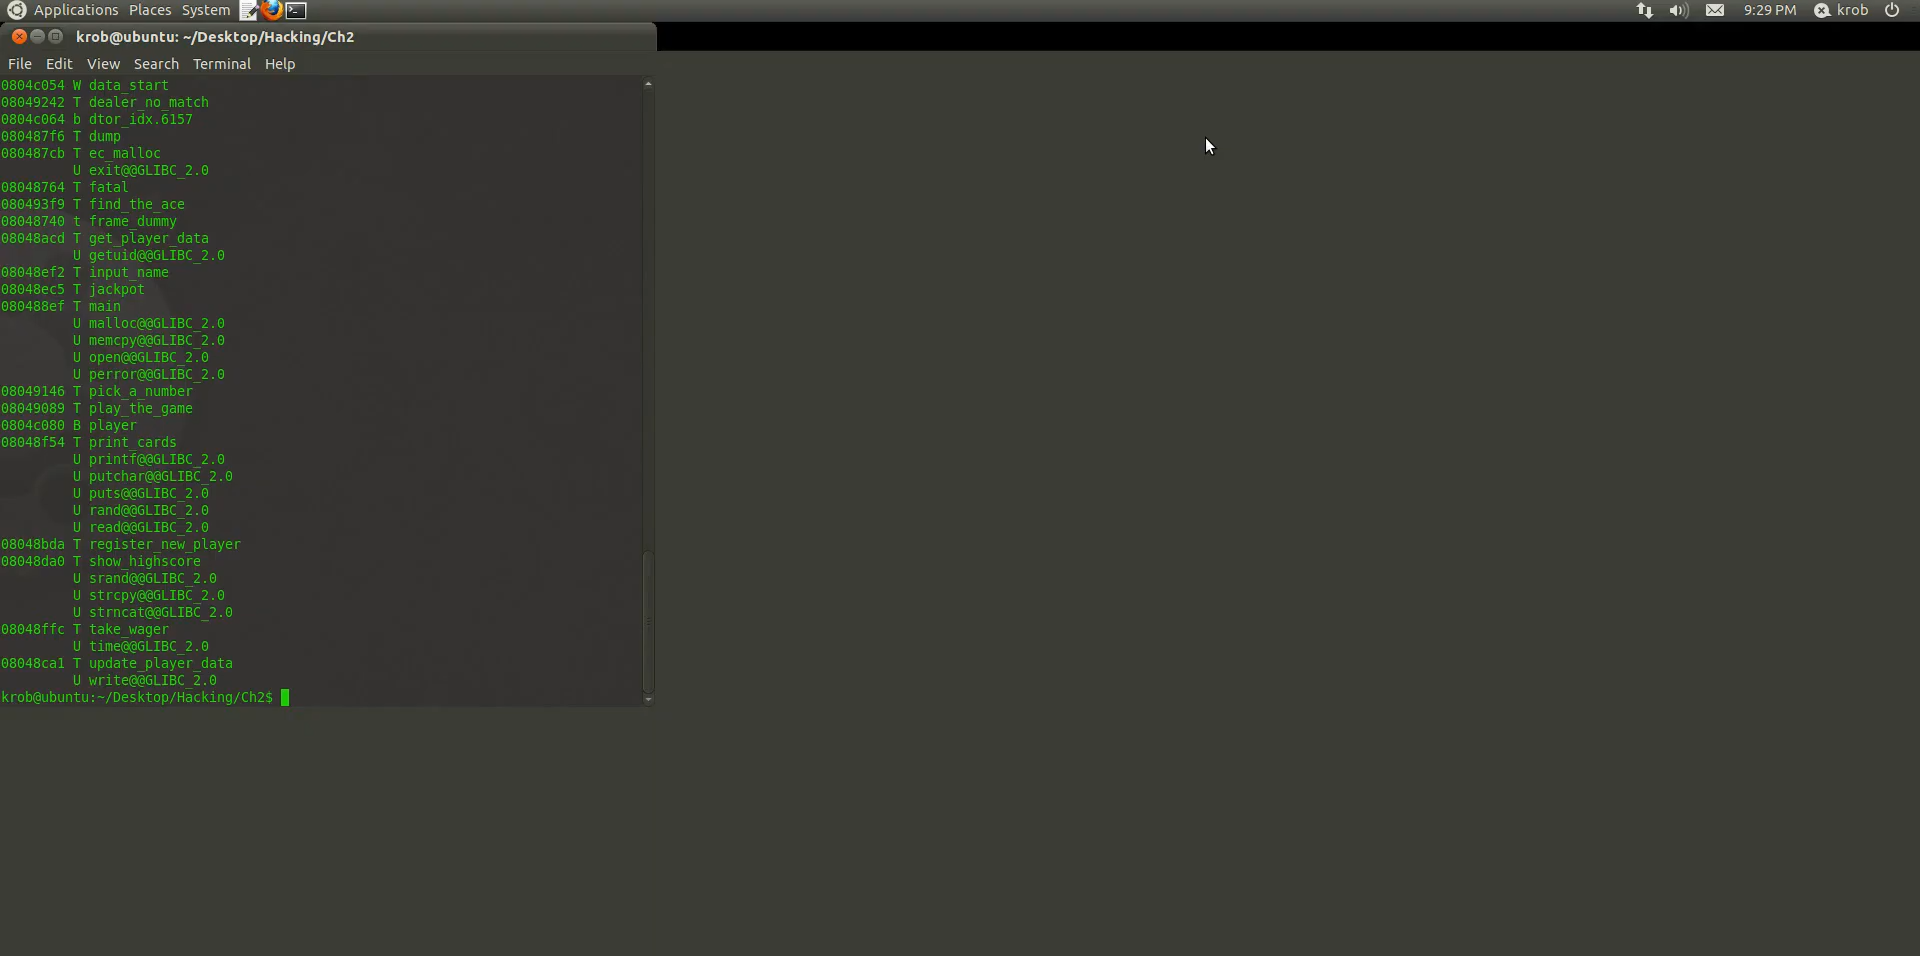 Applications Places System 9:29 PM krob
krob@ubuntu: ~/Desktop/Hacking/Ch2
File Edit View Search Terminal Help
0804c054 W data_start
08049242 T dealer_no_match
0804c064 b dtor_idx.6157
080487f6 T dump
080487cb T ec_malloc
U exit@@GLIBC_2.0
08048764 T fatal
080493f9 T find_the_ace
08048740 t frame_dummy
08048acd T get_player_data
U getuid@@GLIBC_2.0
08048ef2 T input_name
08048ec5 T jackpot
080488ef T main
U malloc@@GLIBC_2.0
U memcpy@@GLIBC_2.0
U open@@GLIBC_2.0
U perror@@GLIBC_2.0
08049146 T pick_a_number
08049089 T play_the_game
0804c080 B player
08048f54 T print_cards
U printf@@GLIBC_2.0
U putchar@@GLIBC_2.0
U puts@@GLIBC_2.0
U rand@@GLIBC_2.0
U read@@GLIBC_2.0
08048bda T register_new_player
08048da0 T show_highscore
U srand@@GLIBC_2.0
U strcpy@@GLIBC_2.0
U strncat@@GLIBC_2.0
08048ffc T take_wager
U time@@GLIBC_2.0
08048ca1 T update_player_data
U write@@GLIBC_2.0
krob@ubuntu:~/Desktop/Hacking/Ch2$